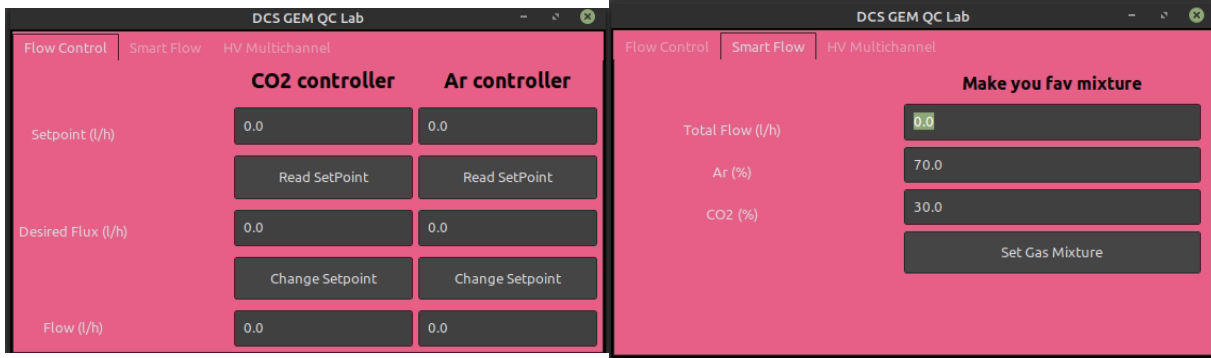 DCS GEM QC Lab
Flow Control Smart Flow HV Multichannel
CO2 controller Ar controller
Setpoint (l/h) 0.0 0.0
Read SetPoint Read SetPoint
Desired Flux (l/h) 0.0 0.0
Change Setpoint Change Setpoint
Flow (l/h) 0.0 0.0
DCS GEM QC Lab
Flow Control Smart Flow HV Multichannel
Make you fav mixture
Total Flow (l/h) 0.0
Ar (%) 70.0
CO2 (%) 30.0
Set Gas Mixture